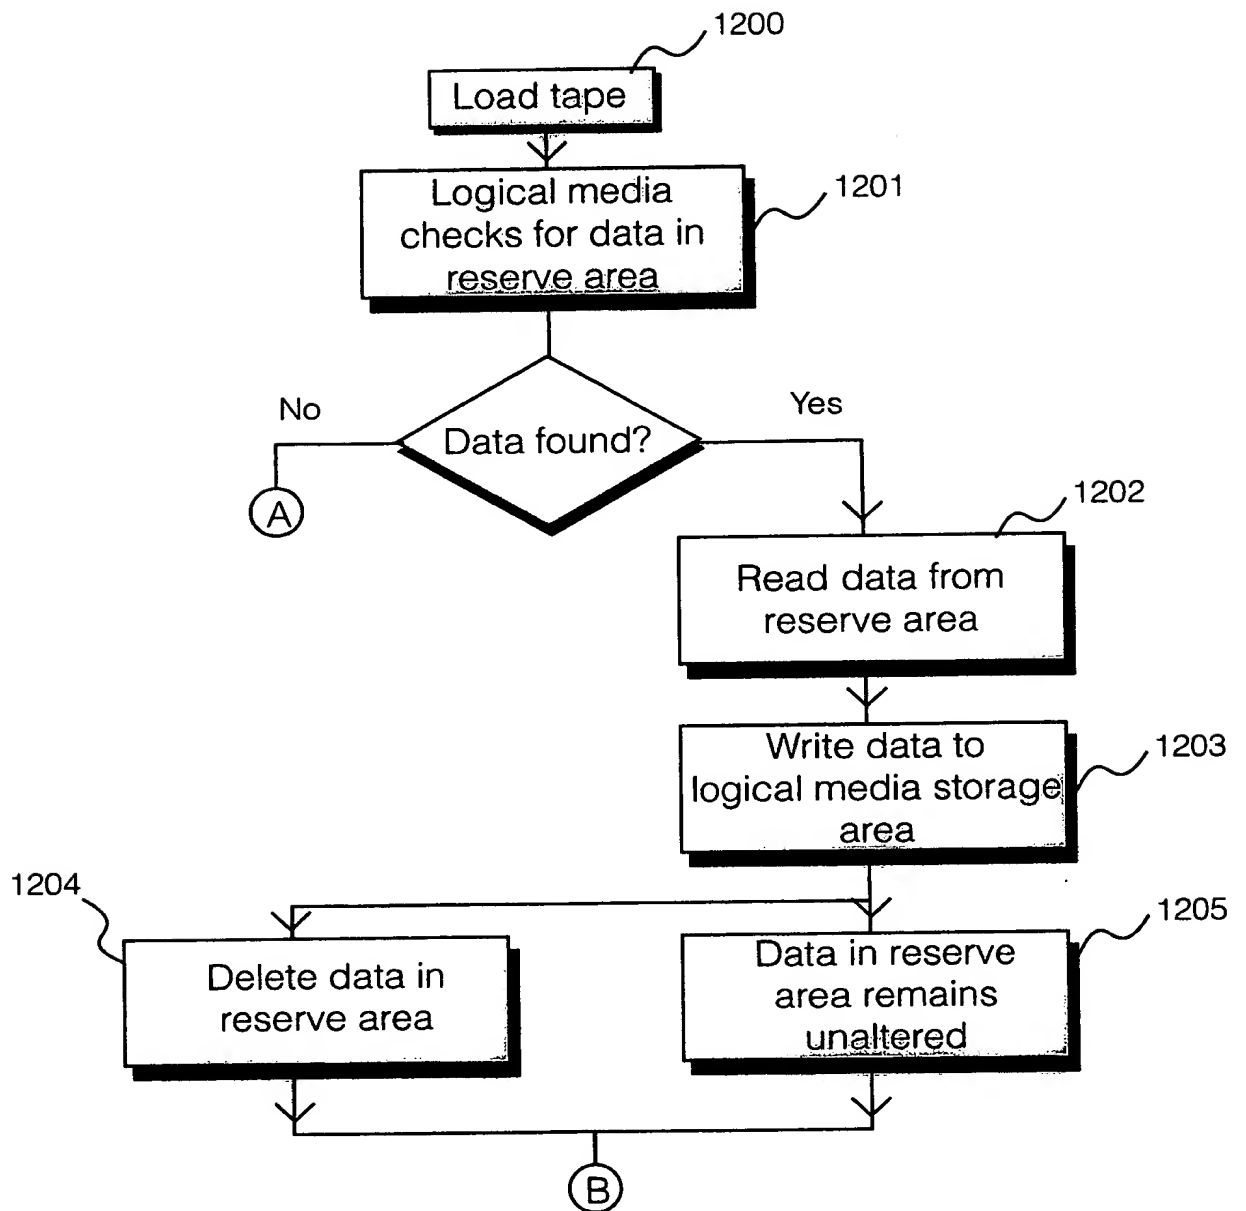 1200
Load tape
Logical media
checks for data in
reserve area
1201
No
Yes
Data found?
A
1202
Read data from
reserve area
Write data to
logical media storage
area
1203
1204
Delete data in
reserve area
Data in reserve
area remains
unaltered
1205
B